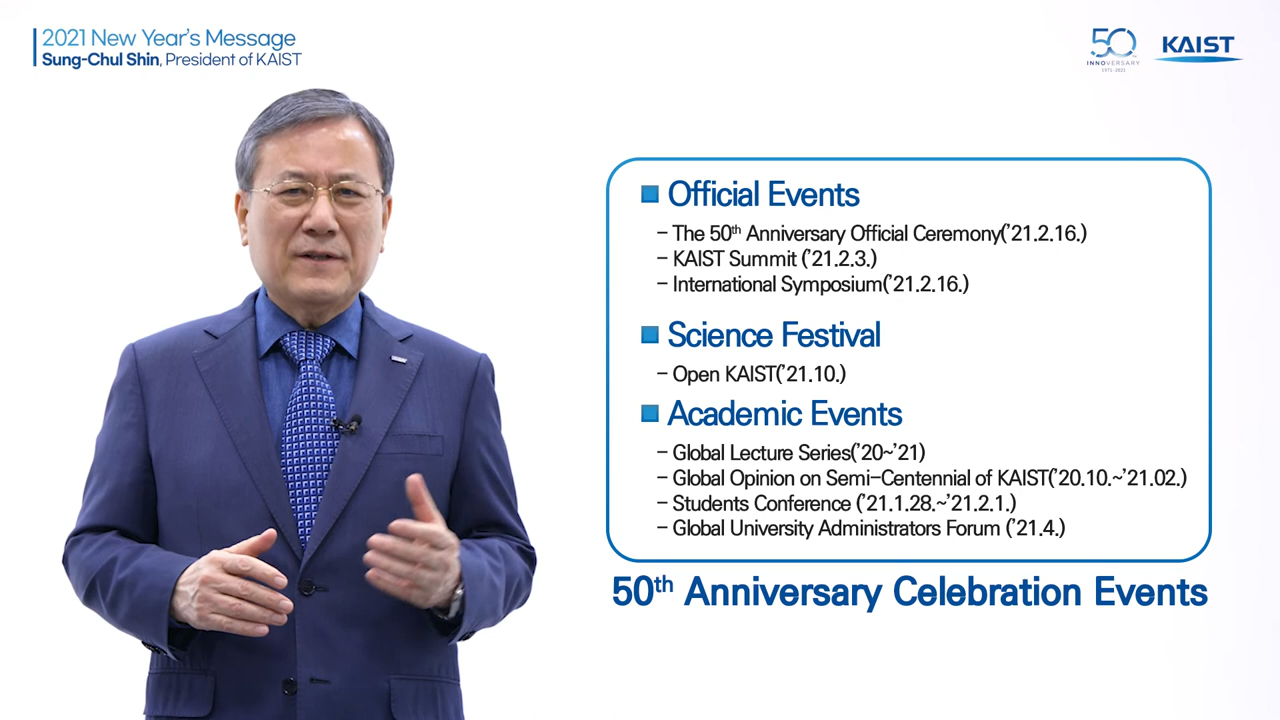 2021 New Year's Message
Sung-Chul Shin, President of KAIST
50
INNOVERSARY
1971-2021
KAIST
Official Events
- The 50th Anniversary Official Ceremony('21.2.16.)
- KAIST Summit ('21.2.3.)
- International Symposium('21.2.16.)
Science Festival
- Open KAIST('21.10.)
Academic Events
- Global Lecture Series('20~'21)
- Global Opinion on Semi-Centennial of KAIST('20.10.~'21.02.)
- Students Conference ('21.1.28.~'21.2.1.)
- Global University Administrators Forum ('21.4.)
50th Anniversary Celebration Events